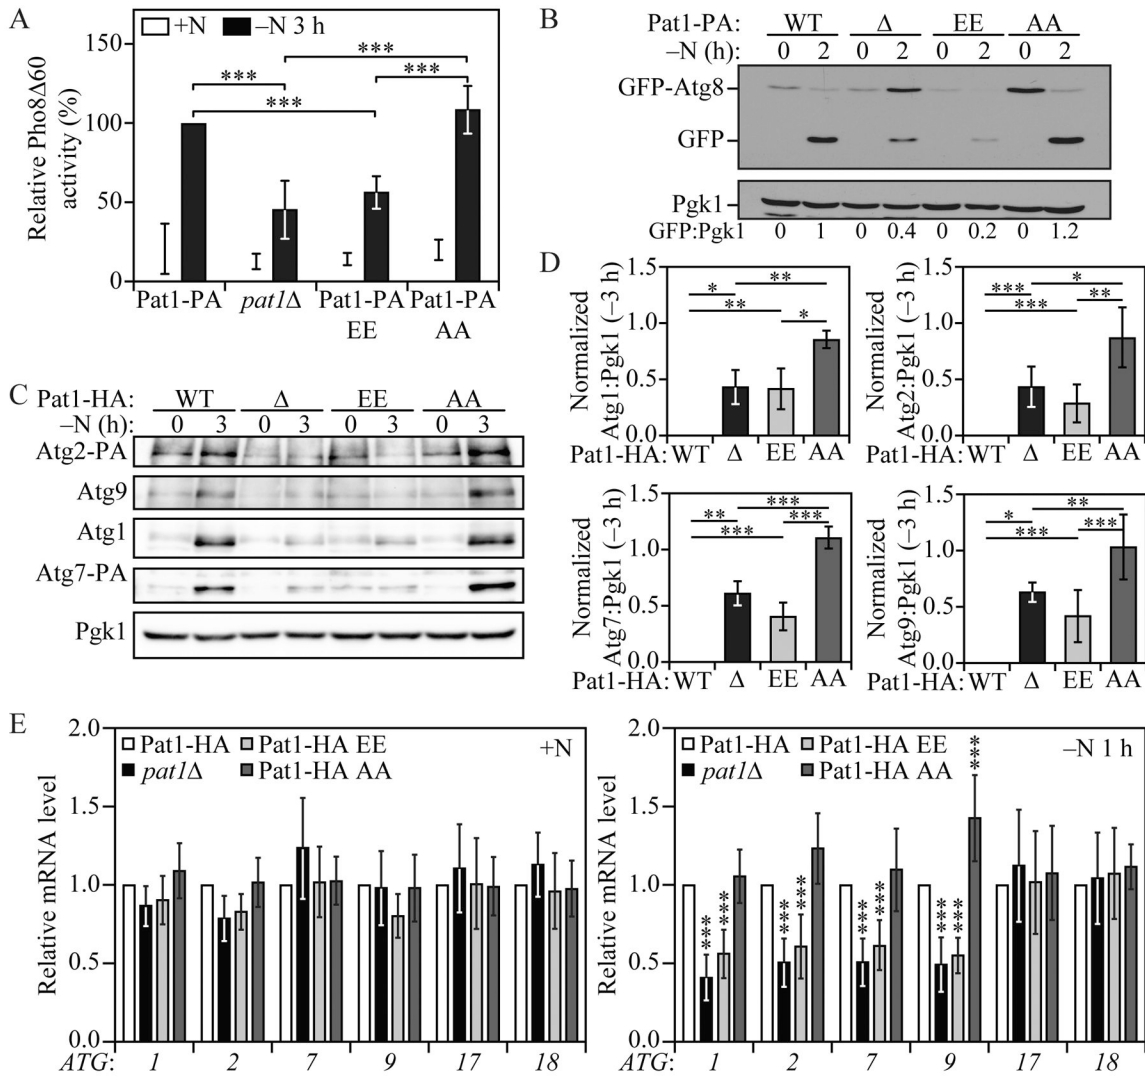 A
Relative Pho8Δ60
activity (%)
+N
–N 3 h
150
100
50
0
***
***
***
***
Pat1-PA
pat1Δ
Pat1-PA
EE
Pat1-PA
AA
B
Pat1-PA: WT Δ EE AA
–N (h): 0 2 0 2 0 2 0 2
GFP-Atg8
GFP
Pgk1
GFP:Pgk1 0 1 0 0.4 0 0.2 0 1.2
C
Pat1-HA: WT Δ EE AA
–N (h): 0 3 0 3 0 3 0 3
Atg2-PA
Atg9
Atg1
Atg7-PA
Pgk1
D
Normalized
Atg1:Pgk1 (–3 h)
1.5
1.0
0.5
0.0
* **
**
*
Pat1-HA: WT Δ EE AA
Normalized
Atg2:Pgk1 (–3 h)
1.5
1.0
0.5
0.0
*
***
***
**
Pat1-HA: WT Δ EE AA
Normalized
Atg7:Pgk1 (–3 h)
1.5
1.0
0.5
0.0
***
**
***
***
Pat1-HA: WT Δ EE AA
Normalized
Atg9:Pgk1 (–3 h)
1.5
1.0
0.5
0.0
**
*
***
***
Pat1-HA: WT Δ EE AA
E
Relative mRNA level
2.0
1.5
1.0
0.5
0.0
Pat1-HA Pat1-HA EE
pat1Δ Pat1-HA AA
+N
ATG: 1 2 7 9 17 18
Relative mRNA level
2.0
1.5
1.0
0.5
0.0
Pat1-HA Pat1-HA EE
pat1Δ Pat1-HA AA
–N 1 h
*** *** *** *** *** *** *** *** ***
ATG: 1 2 7 9 17 18